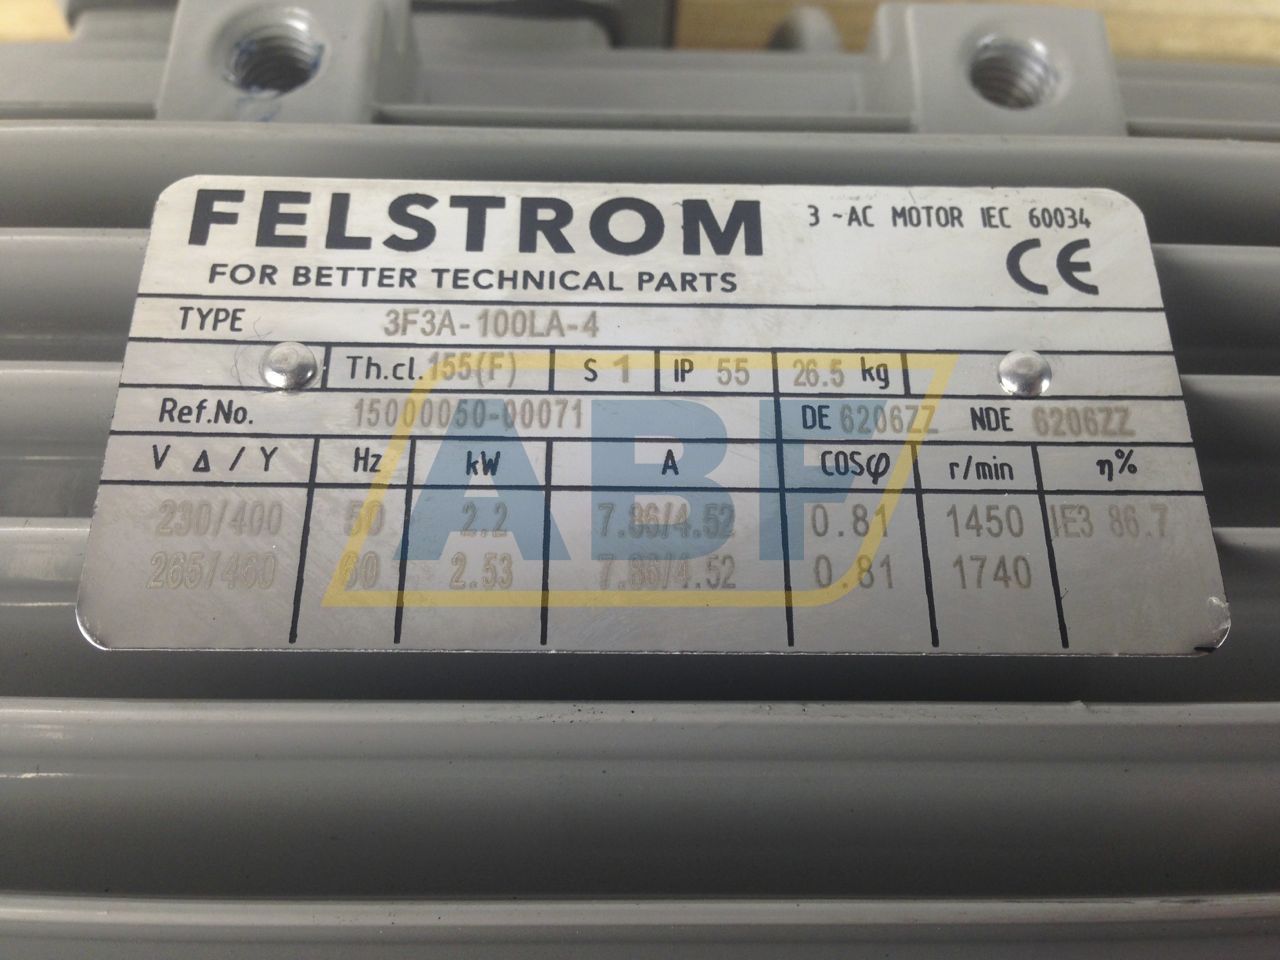 FELSTROM
3 ~AC MOTOR IEC 60034
FOR BETTER TECHNICAL PARTS
CE
TYPE 3F3A-100LA-4
Th.cl. 155(F) S 1 IP 55 26.5 kg
Ref.No. 15000050-00071 DE 6206ZZ NDE 6206ZZ
V Δ / Y Hz kW A COSφ r/min η%
230/400 50 2.2 7.86/4.52 0.81 1450 IE3 86.7
265/460 60 2.53 7.86/4.52 0.81 1740
ABF